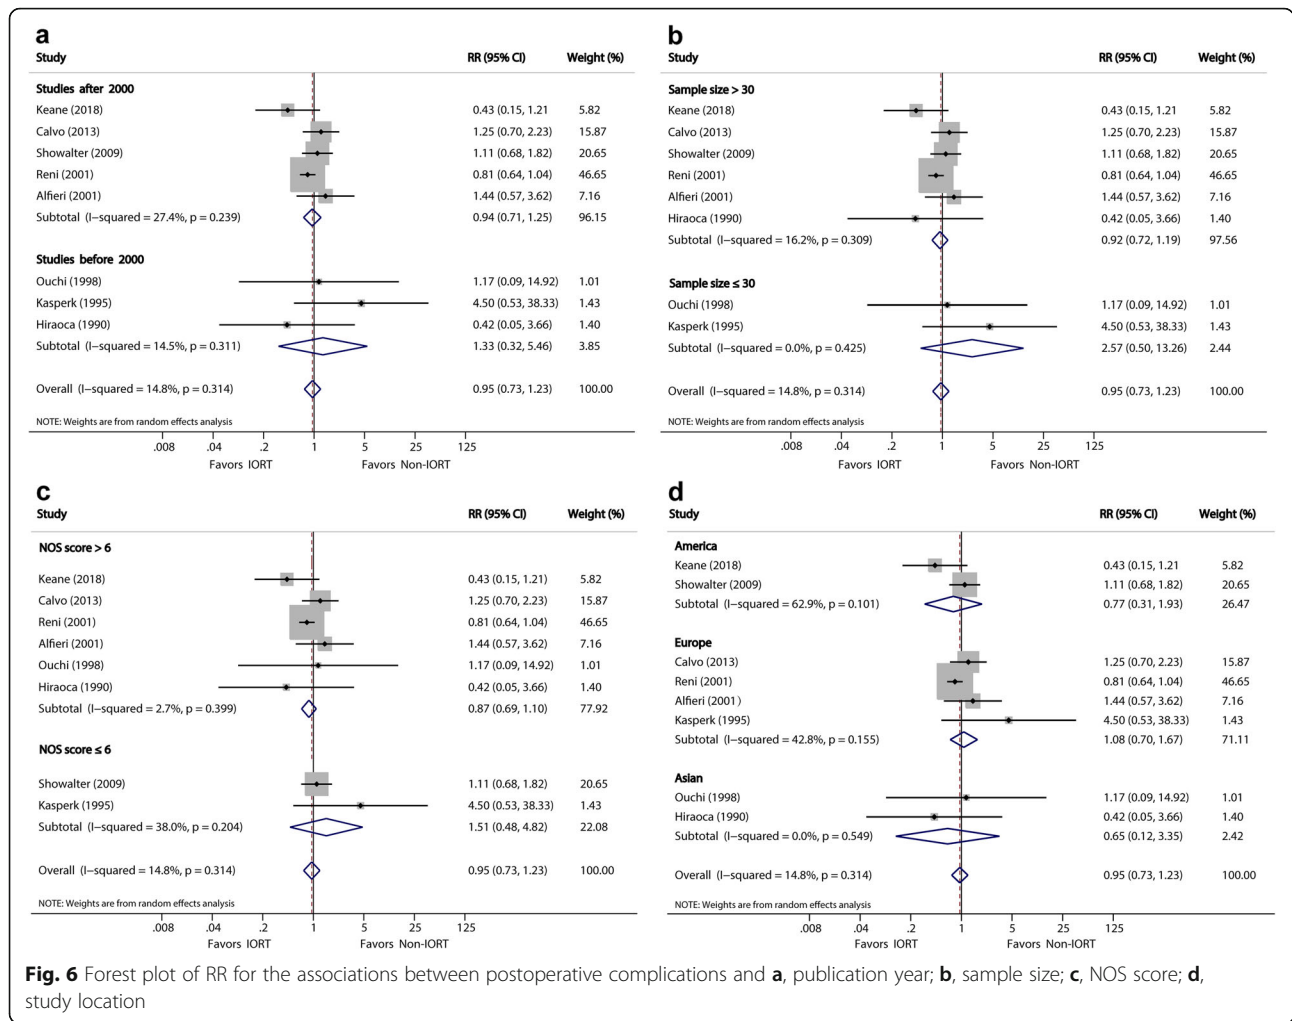 a
Study RR (95% CI) Weight (%)
Studies after 2000
Keane (2018) 0.43 (0.15, 1.21 5.82
Calvo (2013) 1.25 (0.70, 2.23) 15.87
Showalter (2009) 1.11 (0.68, 1.82) 20.65
Reni (2001) 0.81 (0.64, 1.04) 46.65
Alfieri (2001) 1.44 (0.57, 3.62) 7.16
Subtotal (I−squared = 27.4%, p = 0.239) 0.94 (0.71, 1.25) 96.15
Studies before 2000
Ouchi (1998) 1.17 (0.09, 14.92) 1.01
Kasperk (1995) 4.50 (0.53, 38.33) 1.43
Hiraoca (1990) 0.42 (0.05, 3.66) 1.40
Subtotal (I−squared = 14.5%, p = 0.311) 1.33 (0.32, 5.46) 3.85
Overall (I−squared = 14.8%, p = 0.314) 0.95 (0.73, 1.23) 100.00
NOTE: Weights are from random effects analysis
.008 .04 .2 1 5 25 125
Favors IORT Favors Non-IORT
b
Study RR (95% CI) Weight (%)
Sample size > 30
Keane (2018) 0.43 (0.15, 1.21 5.82
Calvo (2013) 1.25 (0.70, 2.23) 15.87
Showalter (2009) 1.11 (0.68, 1.82) 20.65
Reni (2001) 0.81 (0.64, 1.04) 46.65
Alfieri (2001) 1.44 (0.57, 3.62) 7.16
Hiraoca (1990) 0.42 (0.05, 3.66) 1.40
Subtotal (I−squared = 16.2%, p = 0.309) 0.92 (0.72, 1.19) 97.56
Sample size ≤ 30
Ouchi (1998) 1.17 (0.09, 14.92) 1.01
Kasperk (1995) 4.50 (0.53, 38.33) 1.43
Subtotal (I−squared = 0.0%, p = 0.425) 2.57 (0.50, 13.26) 2.44
Overall (I−squared = 14.8%, p = 0.314) 0.95 (0.73, 1.23) 100.00
NOTE: Weights are from random effects analysis
.008 .04 .2 1 5 25 125
Favors IORT Favors Non-IORT
c
Study RR (95% CI) Weight (%)
NOS score > 6
Keane (2018) 0.43 (0.15, 1.21) 5.82
Calvo (2013) 1.25 (0.70, 2.23) 15.87
Reni (2001) 0.81 (0.64, 1.04) 46.65
Alfieri (2001) 1.44 (0.57, 3.62) 7.16
Ouchi (1998) 1.17 (0.09, 14.92) 1.01
Hiraoca (1990) 0.42 (0.05, 3.66) 1.40
Subtotal (I−squared = 2.7%, p = 0.399) 0.87 (0.69, 1.10) 77.92
NOS score ≤ 6
Showalter (2009) 1.11 (0.68, 1.82) 20.65
Kasperk (1995) 4.50 (0.53, 38.33) 1.43
Subtotal (I−squared = 38.0%, p = 0.204) 1.51 (0.48, 4.82) 22.08
Overall (I−squared = 14.8%, p = 0.314) 0.95 (0.73, 1.23) 100.00
NOTE: Weights are from random effects analysis
.008 .04 .2 1 5 25 125
Favors IORT Favors Non-IORT
d
Study RR (95% CI) Weight (%)
America
Keane (2018) 0.43 (0.15, 1.21 5.82
Showalter (2009) 1.11 (0.68, 1.82) 20.65
Subtotal (I−squared = 62.9%, p = 0.101) 0.77 (0.31, 1.93) 26.47
Europe
Calvo (2013) 1.25 (0.70, 2.23) 15.87
Reni (2001) 0.81 (0.64, 1.04) 46.65
Alfieri (2001) 1.44 (0.57, 3.62) 7.16
Kasperk (1995) 4.50 (0.53, 38.33) 1.43
Subtotal (I−squared = 42.8%, p = 0.155) 1.08 (0.70, 1.67) 71.11
Asian
Ouchi (1998) 1.17 (0.09, 14.92) 1.01
Hiraoca (1990) 0.42 (0.05, 3.66) 1.40
Subtotal (I−squared = 0.0%, p = 0.549) 0.65 (0.12, 3.35) 2.42
Overall (I−squared = 14.8%, p = 0.314) 0.95 (0.73, 1.23) 100.00
NOTE: Weights are from random effects analysis
.008 .04 .2 1 5 25 125
Favors IORT Favors Non-IORT
Fig. 6 Forest plot of RR for the associations between postoperative complications and a, publication year; b, sample size; c, NOS score; d,
study location